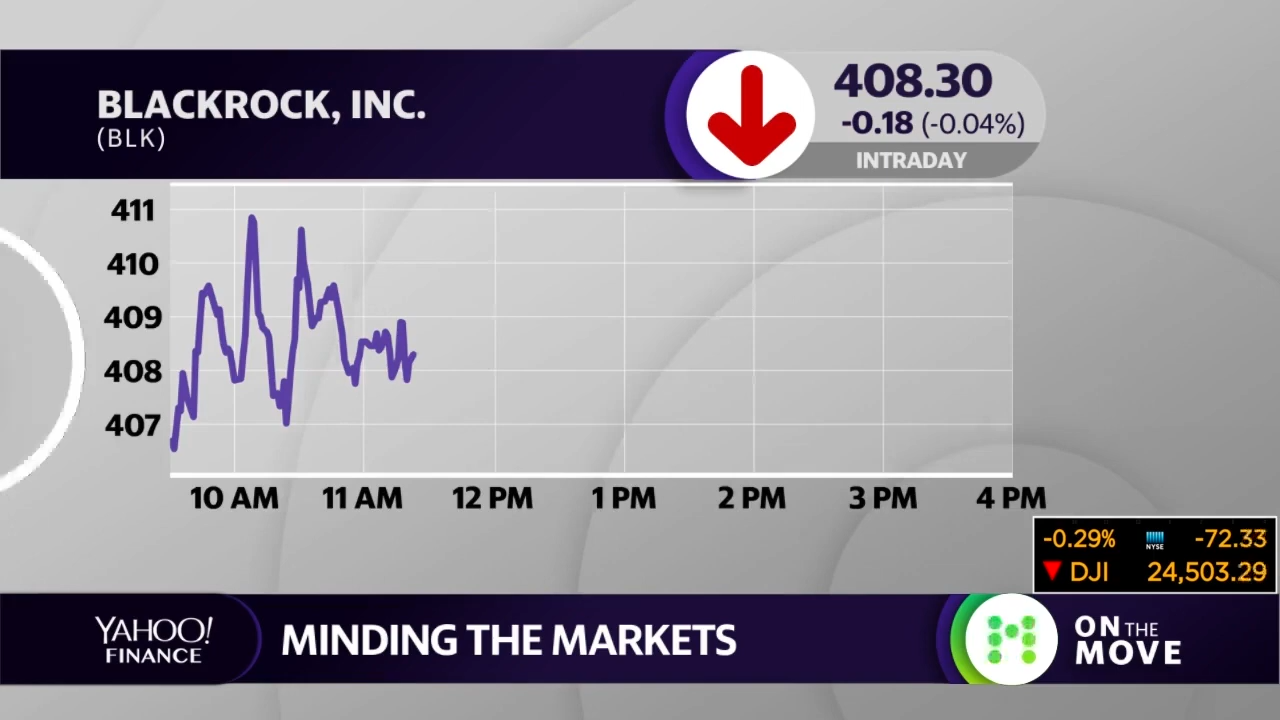 BLACKROCK, INC.
(BLK)
408.30
-0.18 (-0.04%)
INTRADAY
411
410
409
408
407
10 AM 11 AM 12 PM 1 PM 2 PM 3 PM 4 PM
-0.29% NYSE -72.33
DJI 24,503.29
YAHOO!
FINANCE
MINDING THE MARKETS
ON THE
MOVE